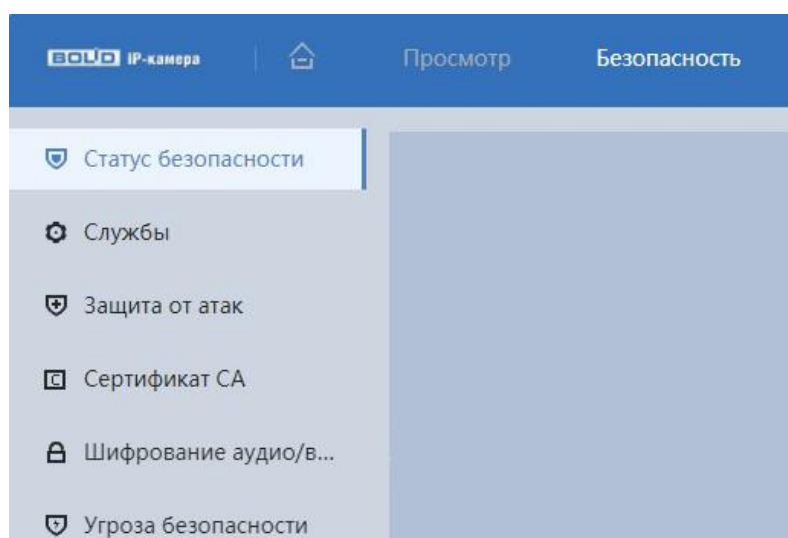 BOLID IP-камера
Просмотр
Безопасность
Статус безопасности
Службы
Защита от атак
Сертификат CA
Шифрование аудио/в...
Угроза безопасности